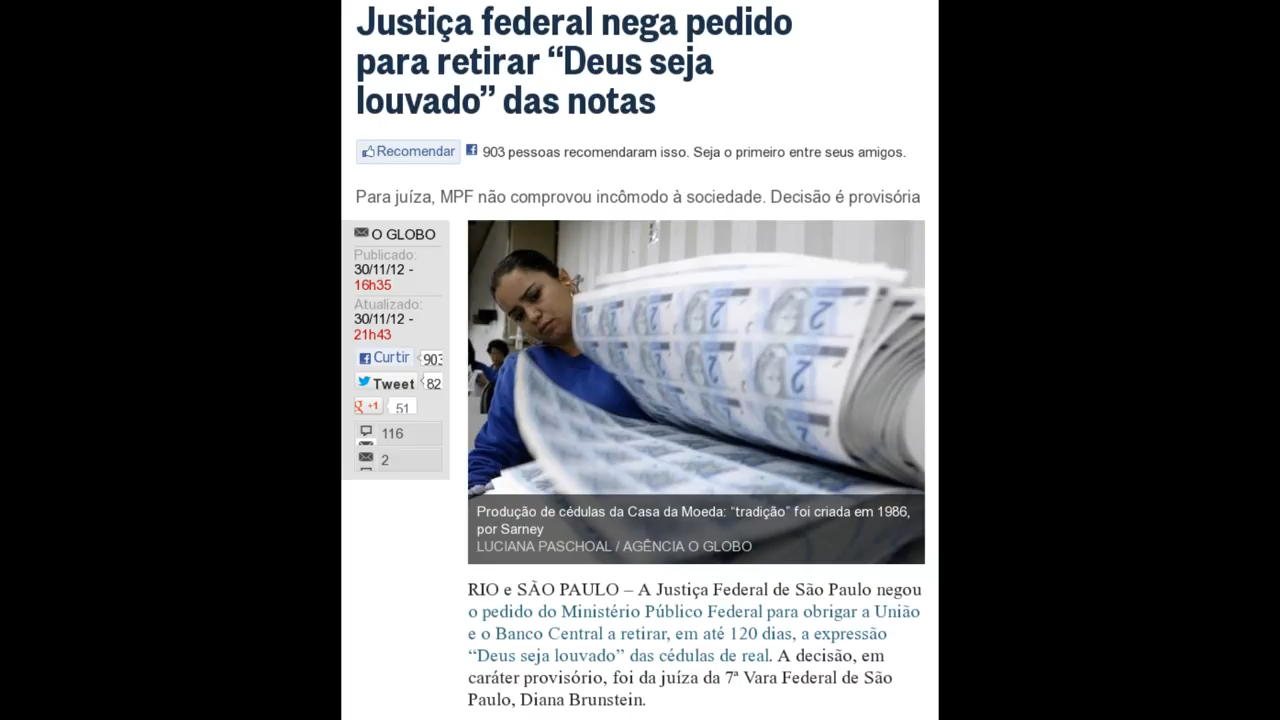 Justiça federal nega pedido
para retirar “Deus seja
louvado” das notas
Recomendar
903 pessoas recomendaram isso. Seja o primeiro entre seus amigos.
Para juíza, MPF não comprovou incômodo à sociedade. Decisão é provisória
O GLOBO
Publicado:
30/11/12 -
16h35
Atualizado:
30/11/12 -
21h43
Curtir 903
Tweet 82
g +1 51
116
2
2
2
Produção de cédulas da Casa da Moeda: “tradição” foi criada em 1986,
por Sarney
LUCIANA PASCHOAL / AGÊNCIA O GLOBO
RIO e SÃO PAULO – A Justiça Federal de São Paulo negou
o pedido do Ministério Público Federal para obrigar a União
e o Banco Central a retirar, em até 120 dias, a expressão
“Deus seja louvado” das cédulas de real. A decisão, em
caráter provisório, foi da juíza da 7ª Vara Federal de São
Paulo, Diana Brunstein.